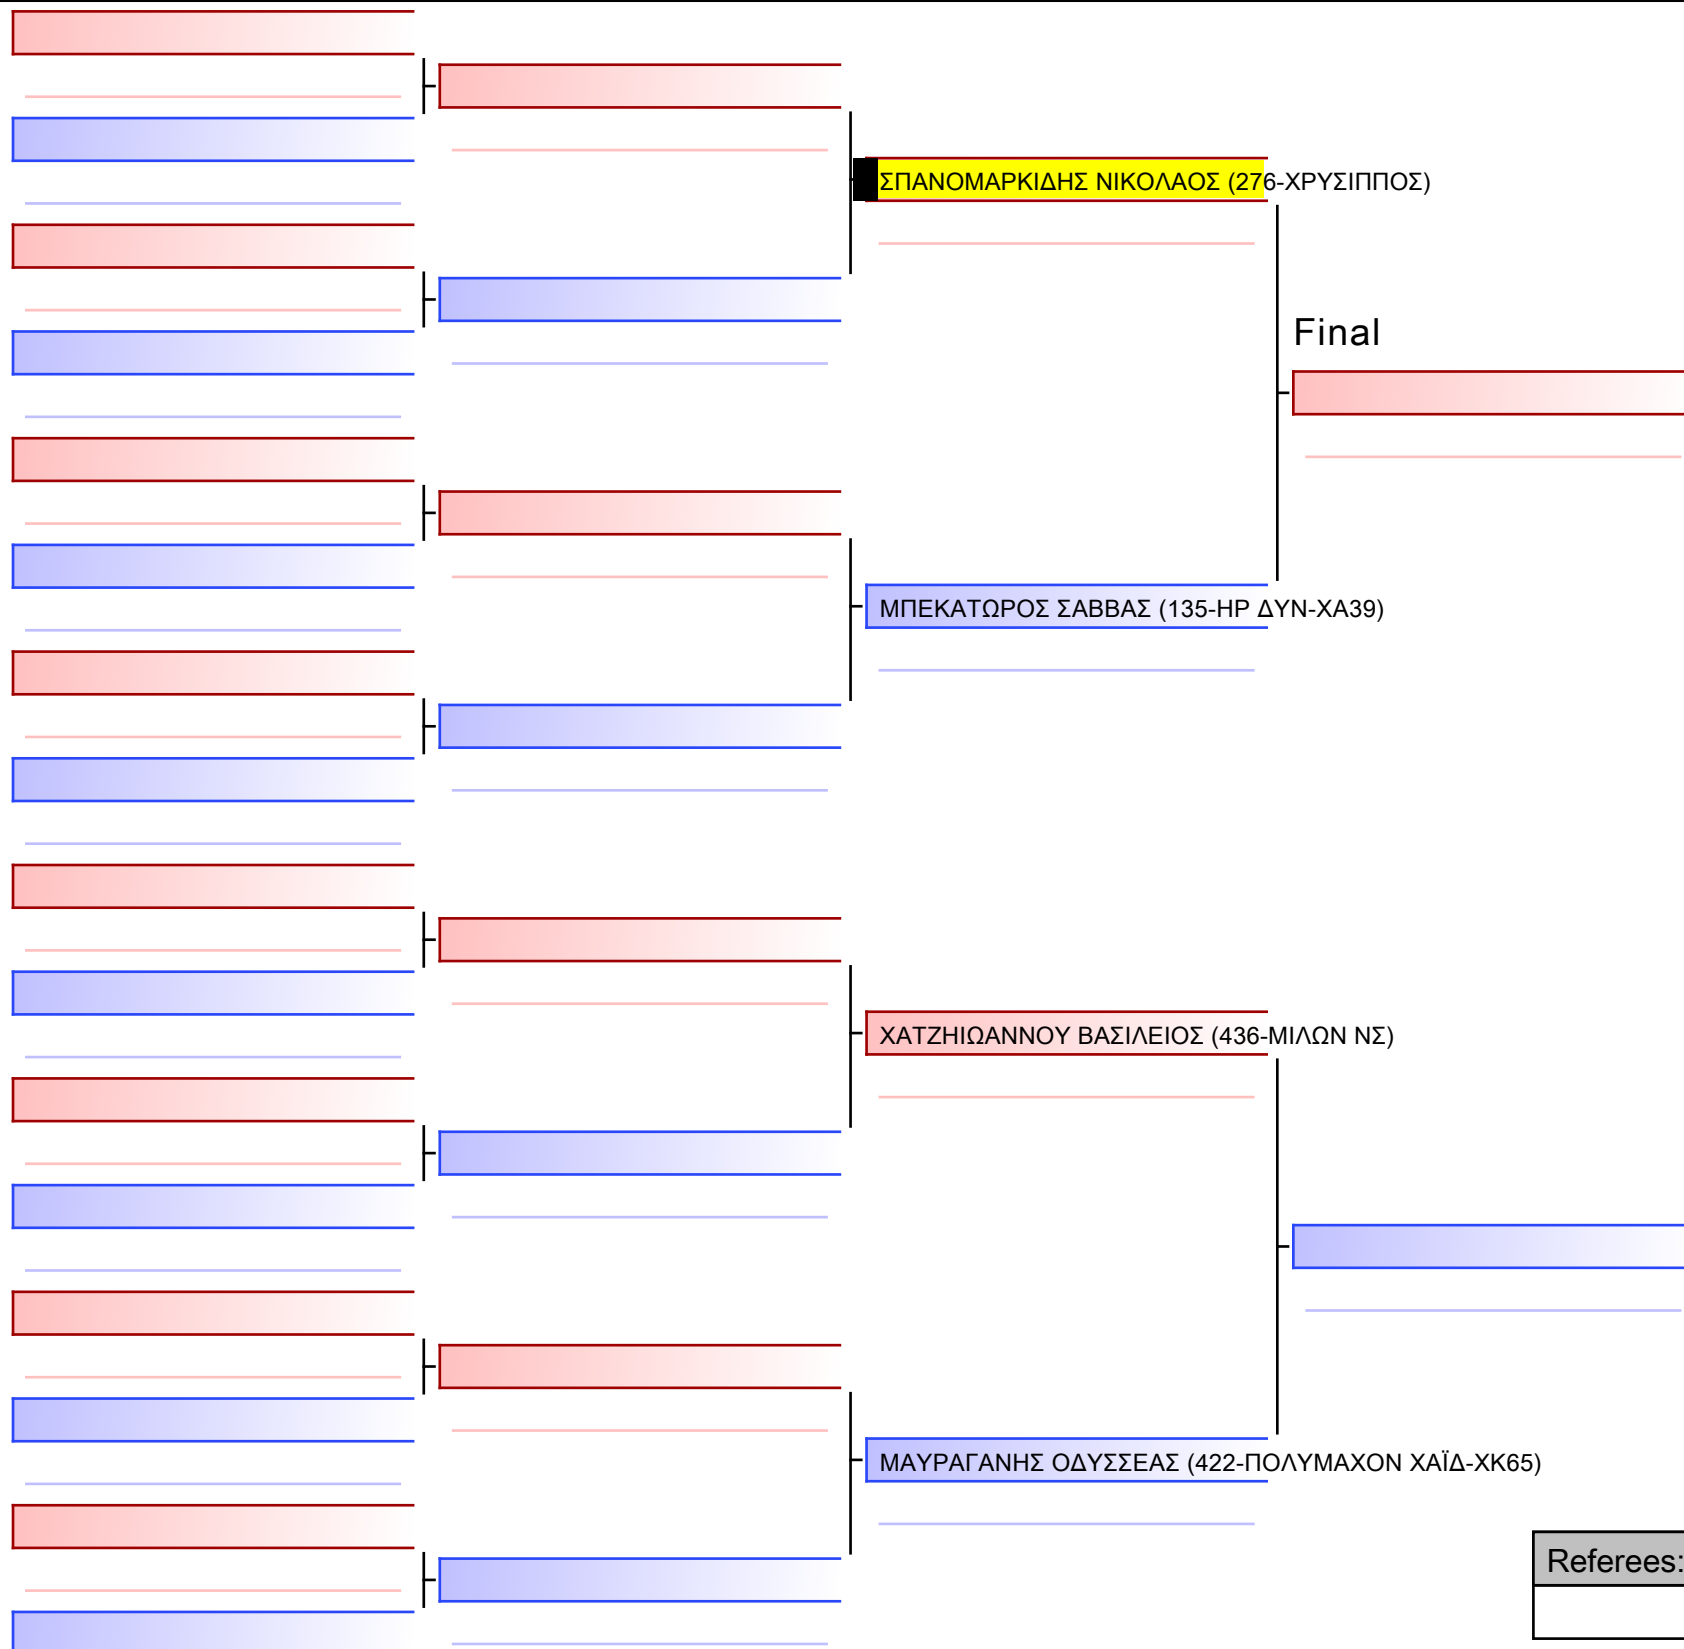 ΣΠΑΝΟΜΑΡΚΙΔΗΣ ΝΙΚΟΛΑΟΣ (276-ΧΡΥΣΙΠΠΟΣ)
Final
ΜΠΕΚΑΤΩΡΟΣ ΣΑΒΒΑΣ (135-ΗΡ ΔΥΝ-ΧΑ39)
ΧΑΤΖΗΙΩΑΝΝΟΥ ΒΑΣΙΛΕΙΟΣ (436-ΜΙΛΩΝ ΝΣ)
ΜΑΥΡΑΓΑΝΗΣ ΟΔΥΣΣΕΑΣ (422-ΠΟΛΥΜΑΧΟΝ ΧΑΪΔ-ΧΚ65)
Referees: